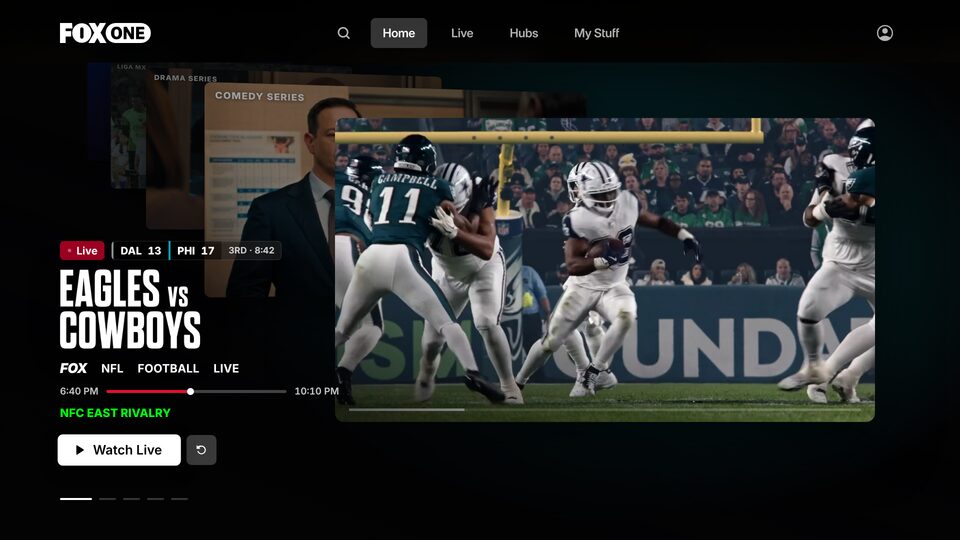 FOX ONE
Home
Live
Hubs
My Stuff
LIGA MX
DRAMA SERIES
COMEDY SERIES
CAMPBELL
11
9
Live
DAL 13
PHI 17
3RD · 8:42
EAGLES VS
COWBOYS
FOX NFL FOOTBALL LIVE
6:40 PM
10:10 PM
NFC EAST RIVALRY
Watch Live
OUNDA